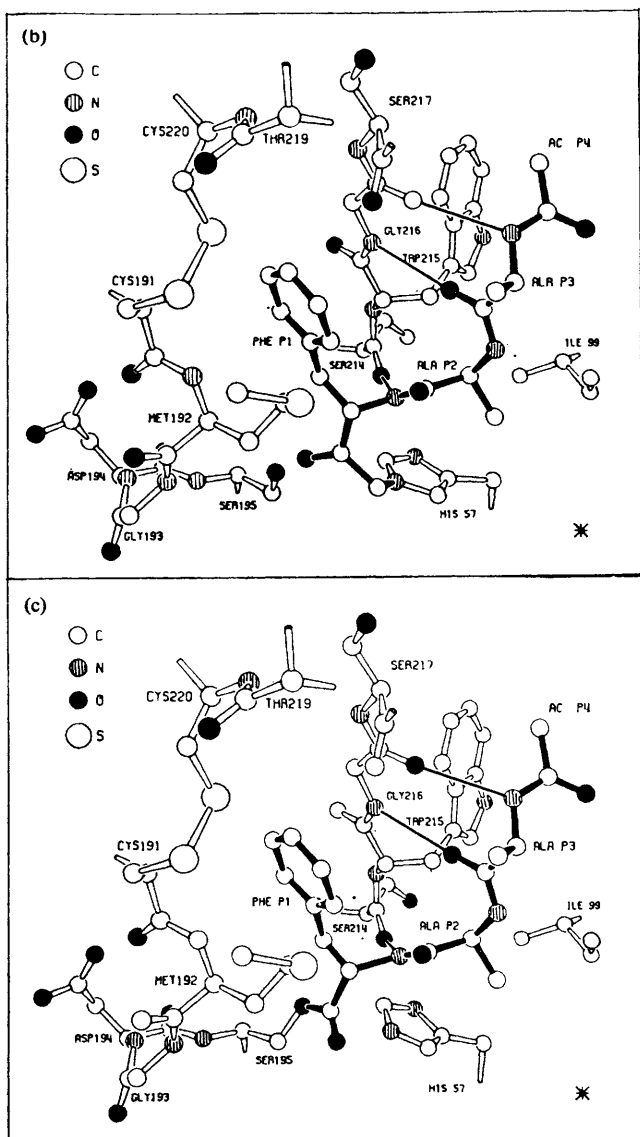 (b)
C
N
O
S
SER217
CYS220
THR219
AC P4
GLY216
TRP215
CYS191
ALA P3
PHE P1
SER214
ALA P2
ILE 99
MET192
ASP194
SER195
GLY193
HIS 57
(c)
C
N
O
S
SER217
CYS220
THR219
AC P4
GLY216
TRP215
CYS191
ALA P3
PHE P1
SER214
ALA P2
ILE 99
MET192
ASP194
SER195
GLY193
HIS 57